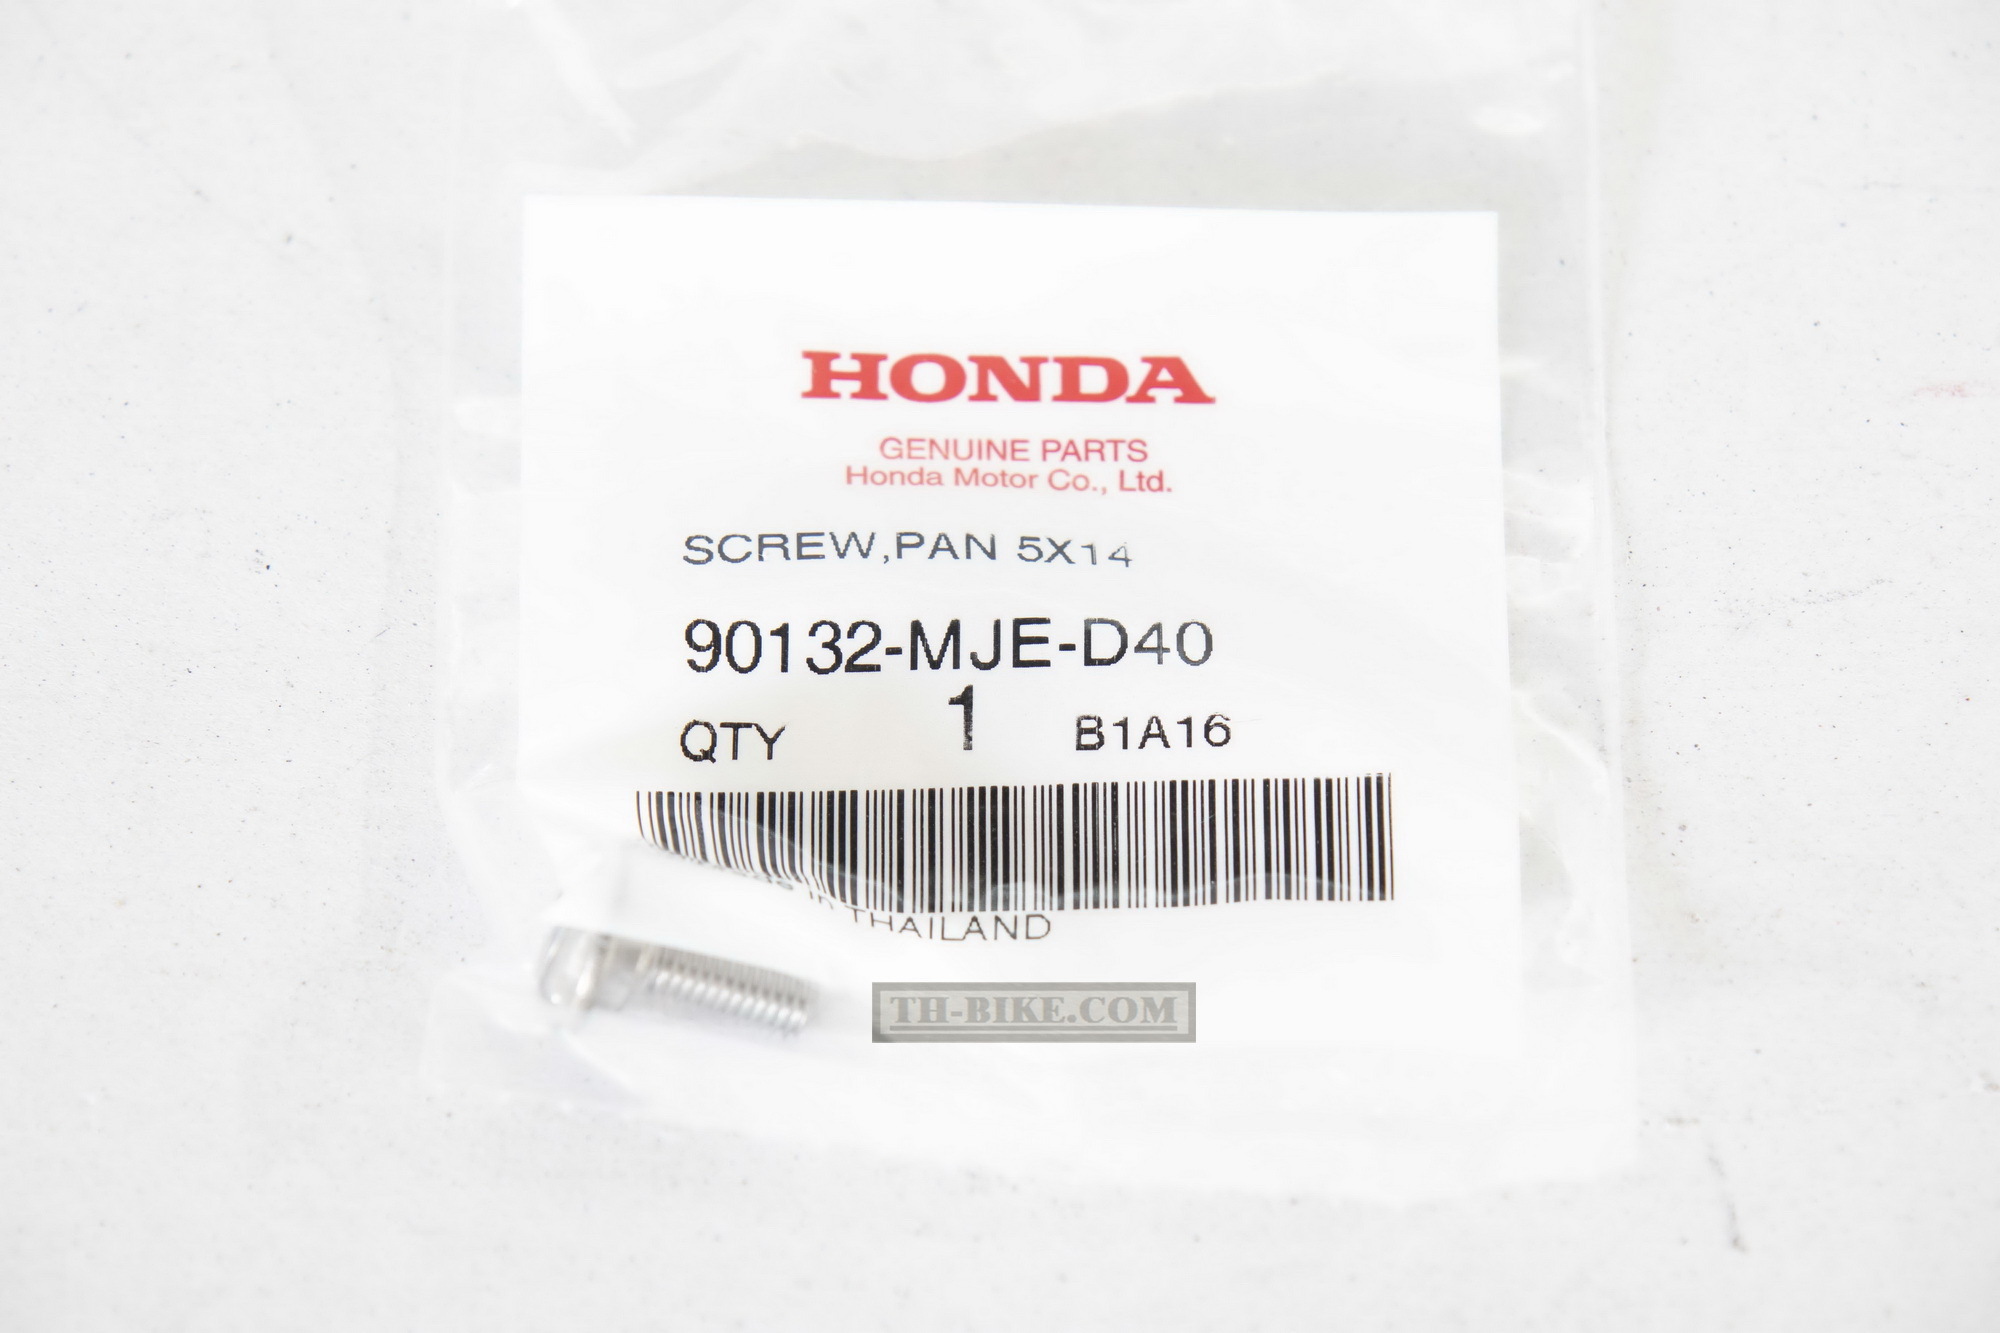 HONDA
GENUINE PARTS
Honda Motor Co., Ltd.
SCREW,PAN 5X14
90132-MJE-D40
QTY 1 B1A16
in THAILAND
TH-BIKE.COM